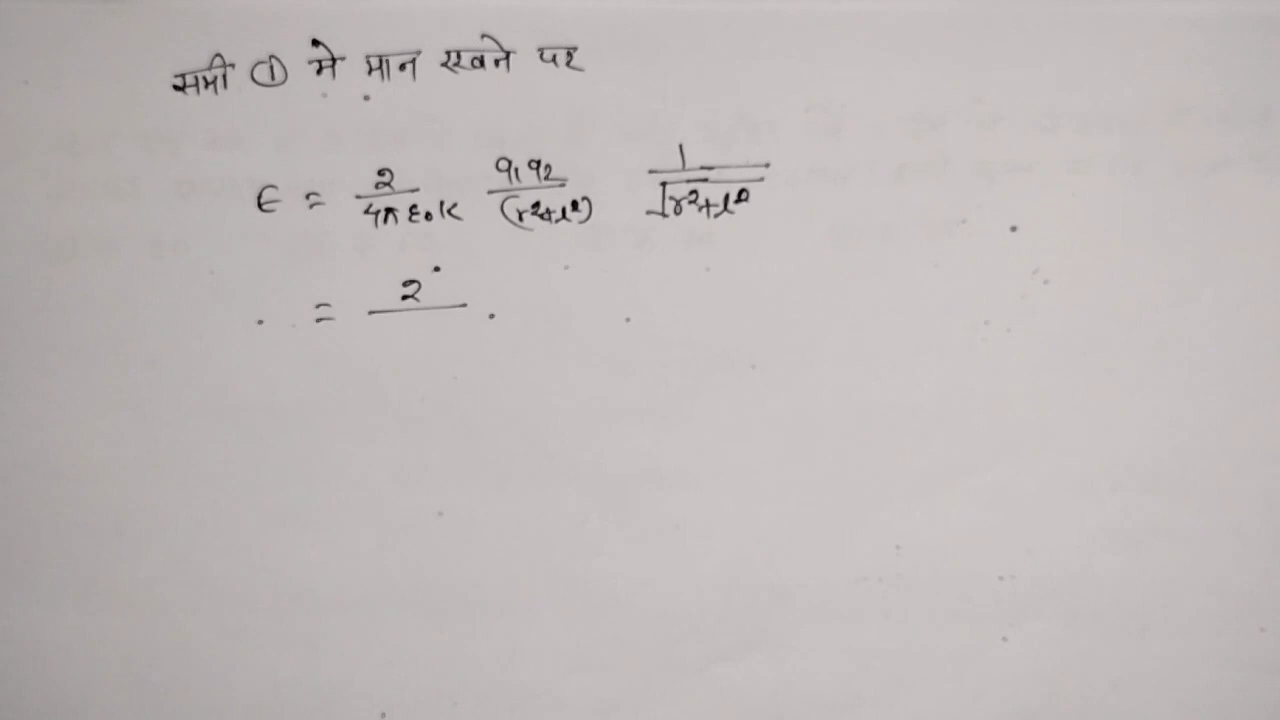 समी ① मे मान रखने पर
E = 2/4πε₀K q₁q₂/(r²+l²) 1/√r²+l²
= 2